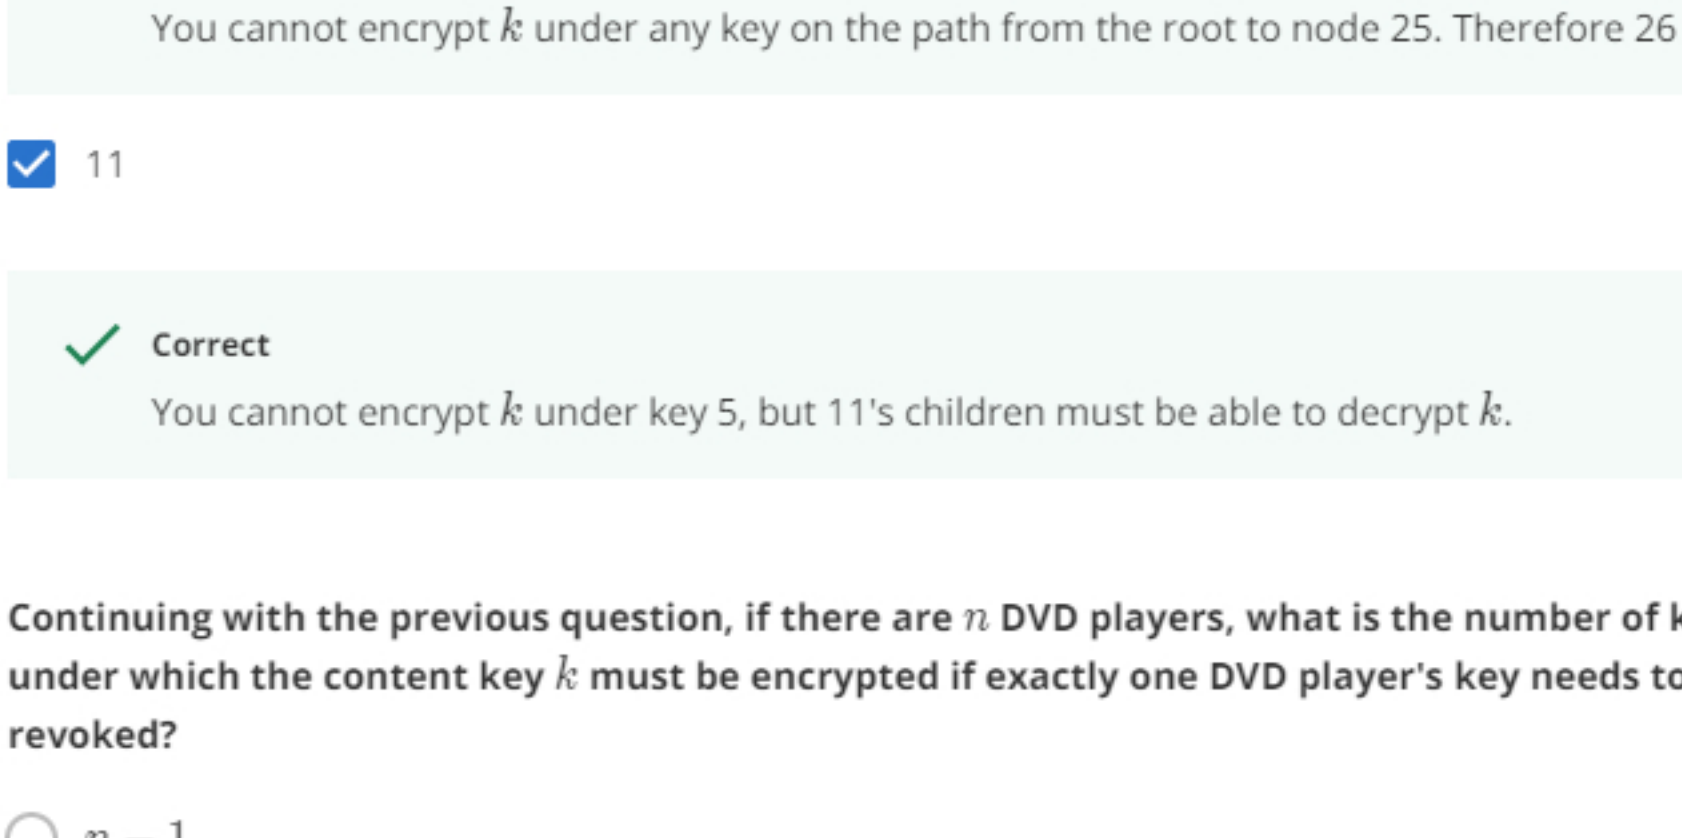 You cannot encrypt k under any key on the path from the root to node 25. Therefore 26
11
Correct
You cannot encrypt k under key 5, but 11's children must be able to decrypt k.
Continuing with the previous question, if there are n DVD players, what is the number of
under which the content key k must be encrypted if exactly one DVD player's key needs to
revoked?
n − 1